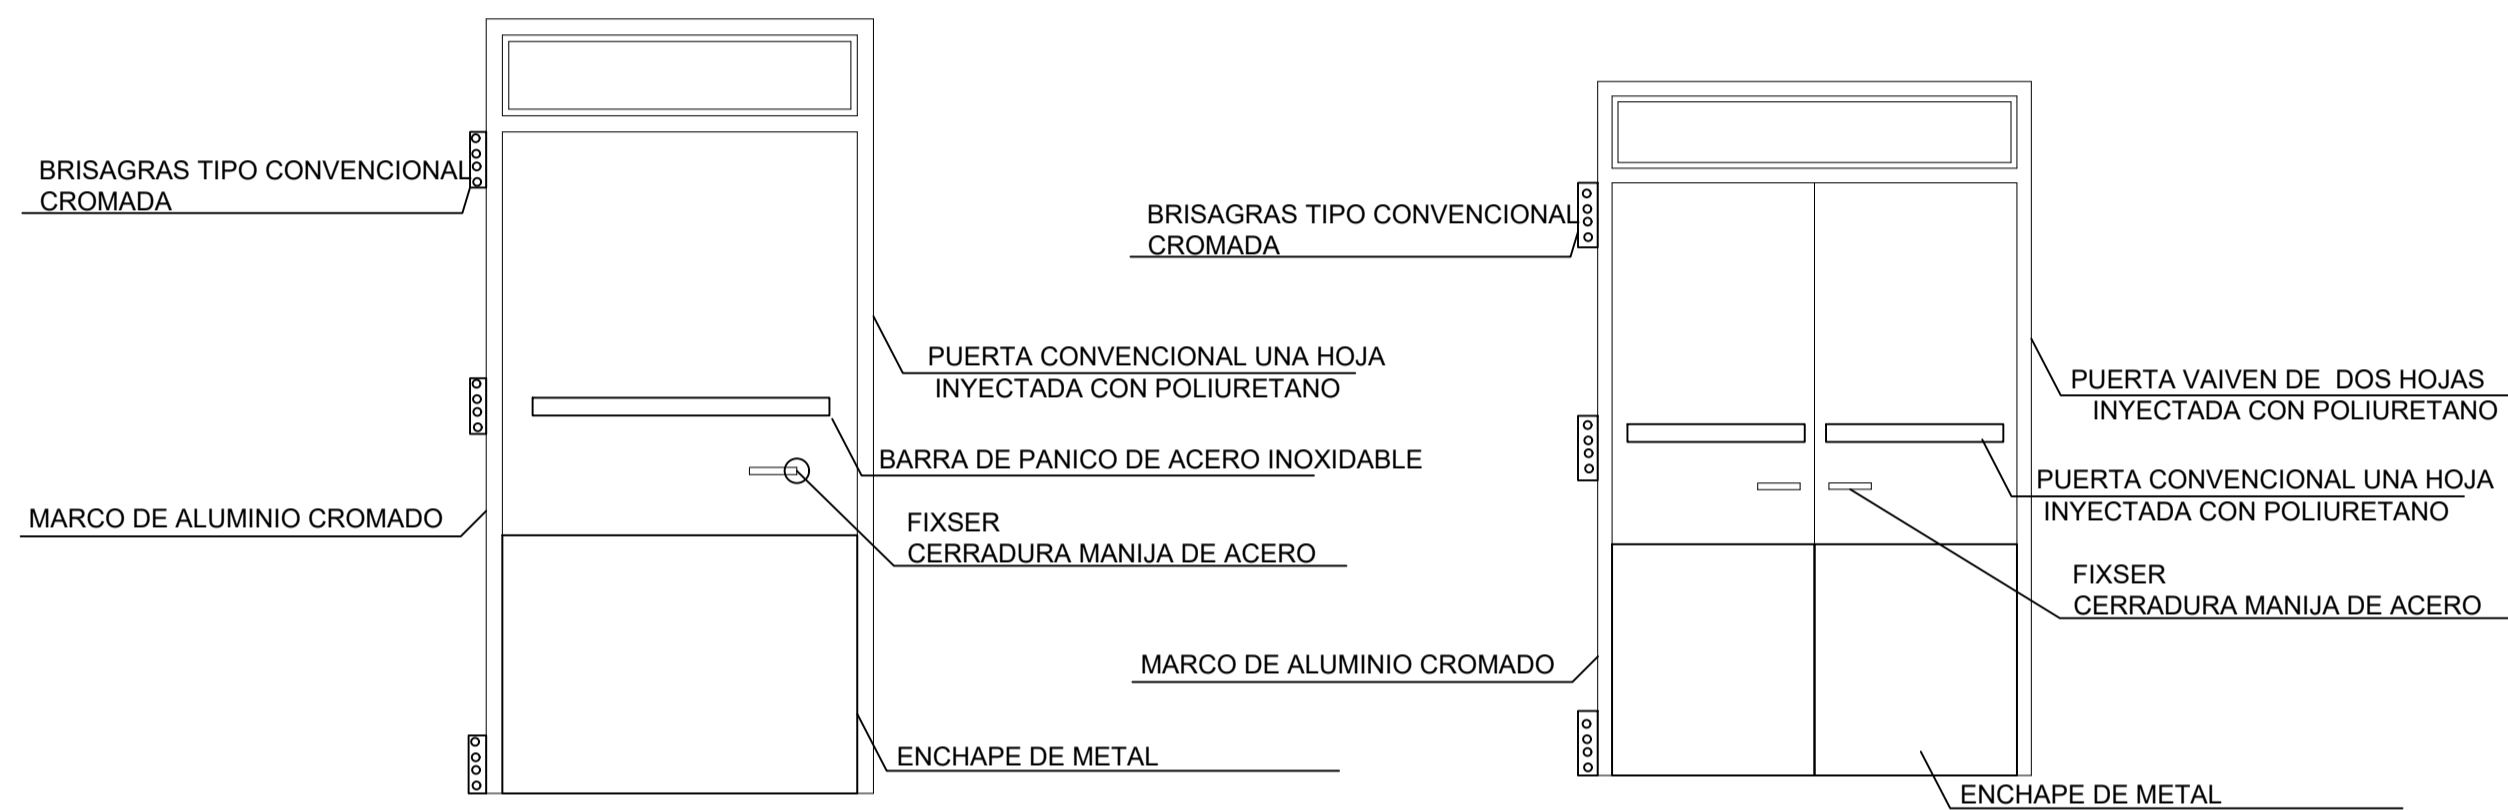 BRISAGRAS TIPO CONVENCIONAL
CROMADA
PUERTA CONVENCIONAL UNA HOJA
INYECTADA CON POLIURETANO
BARRA DE PANICO DE ACERO INOXIDABLE
MARCO DE ALUMINIO CROMADO
FIXSER
CERRADURA MANIJA DE ACERO
ENCHAPE DE METAL
BRISAGRAS TIPO CONVENCIONAL
CROMADA
PUERTA VAIVEN DE DOS HOJAS
INYECTADA CON POLIURETANO
PUERTA CONVENCIONAL UNA HOJA
INYECTADA CON POLIURETANO
FIXSER
CERRADURA MANIJA DE ACERO
MARCO DE ALUMINIO CROMADO
ENCHAPE DE METAL